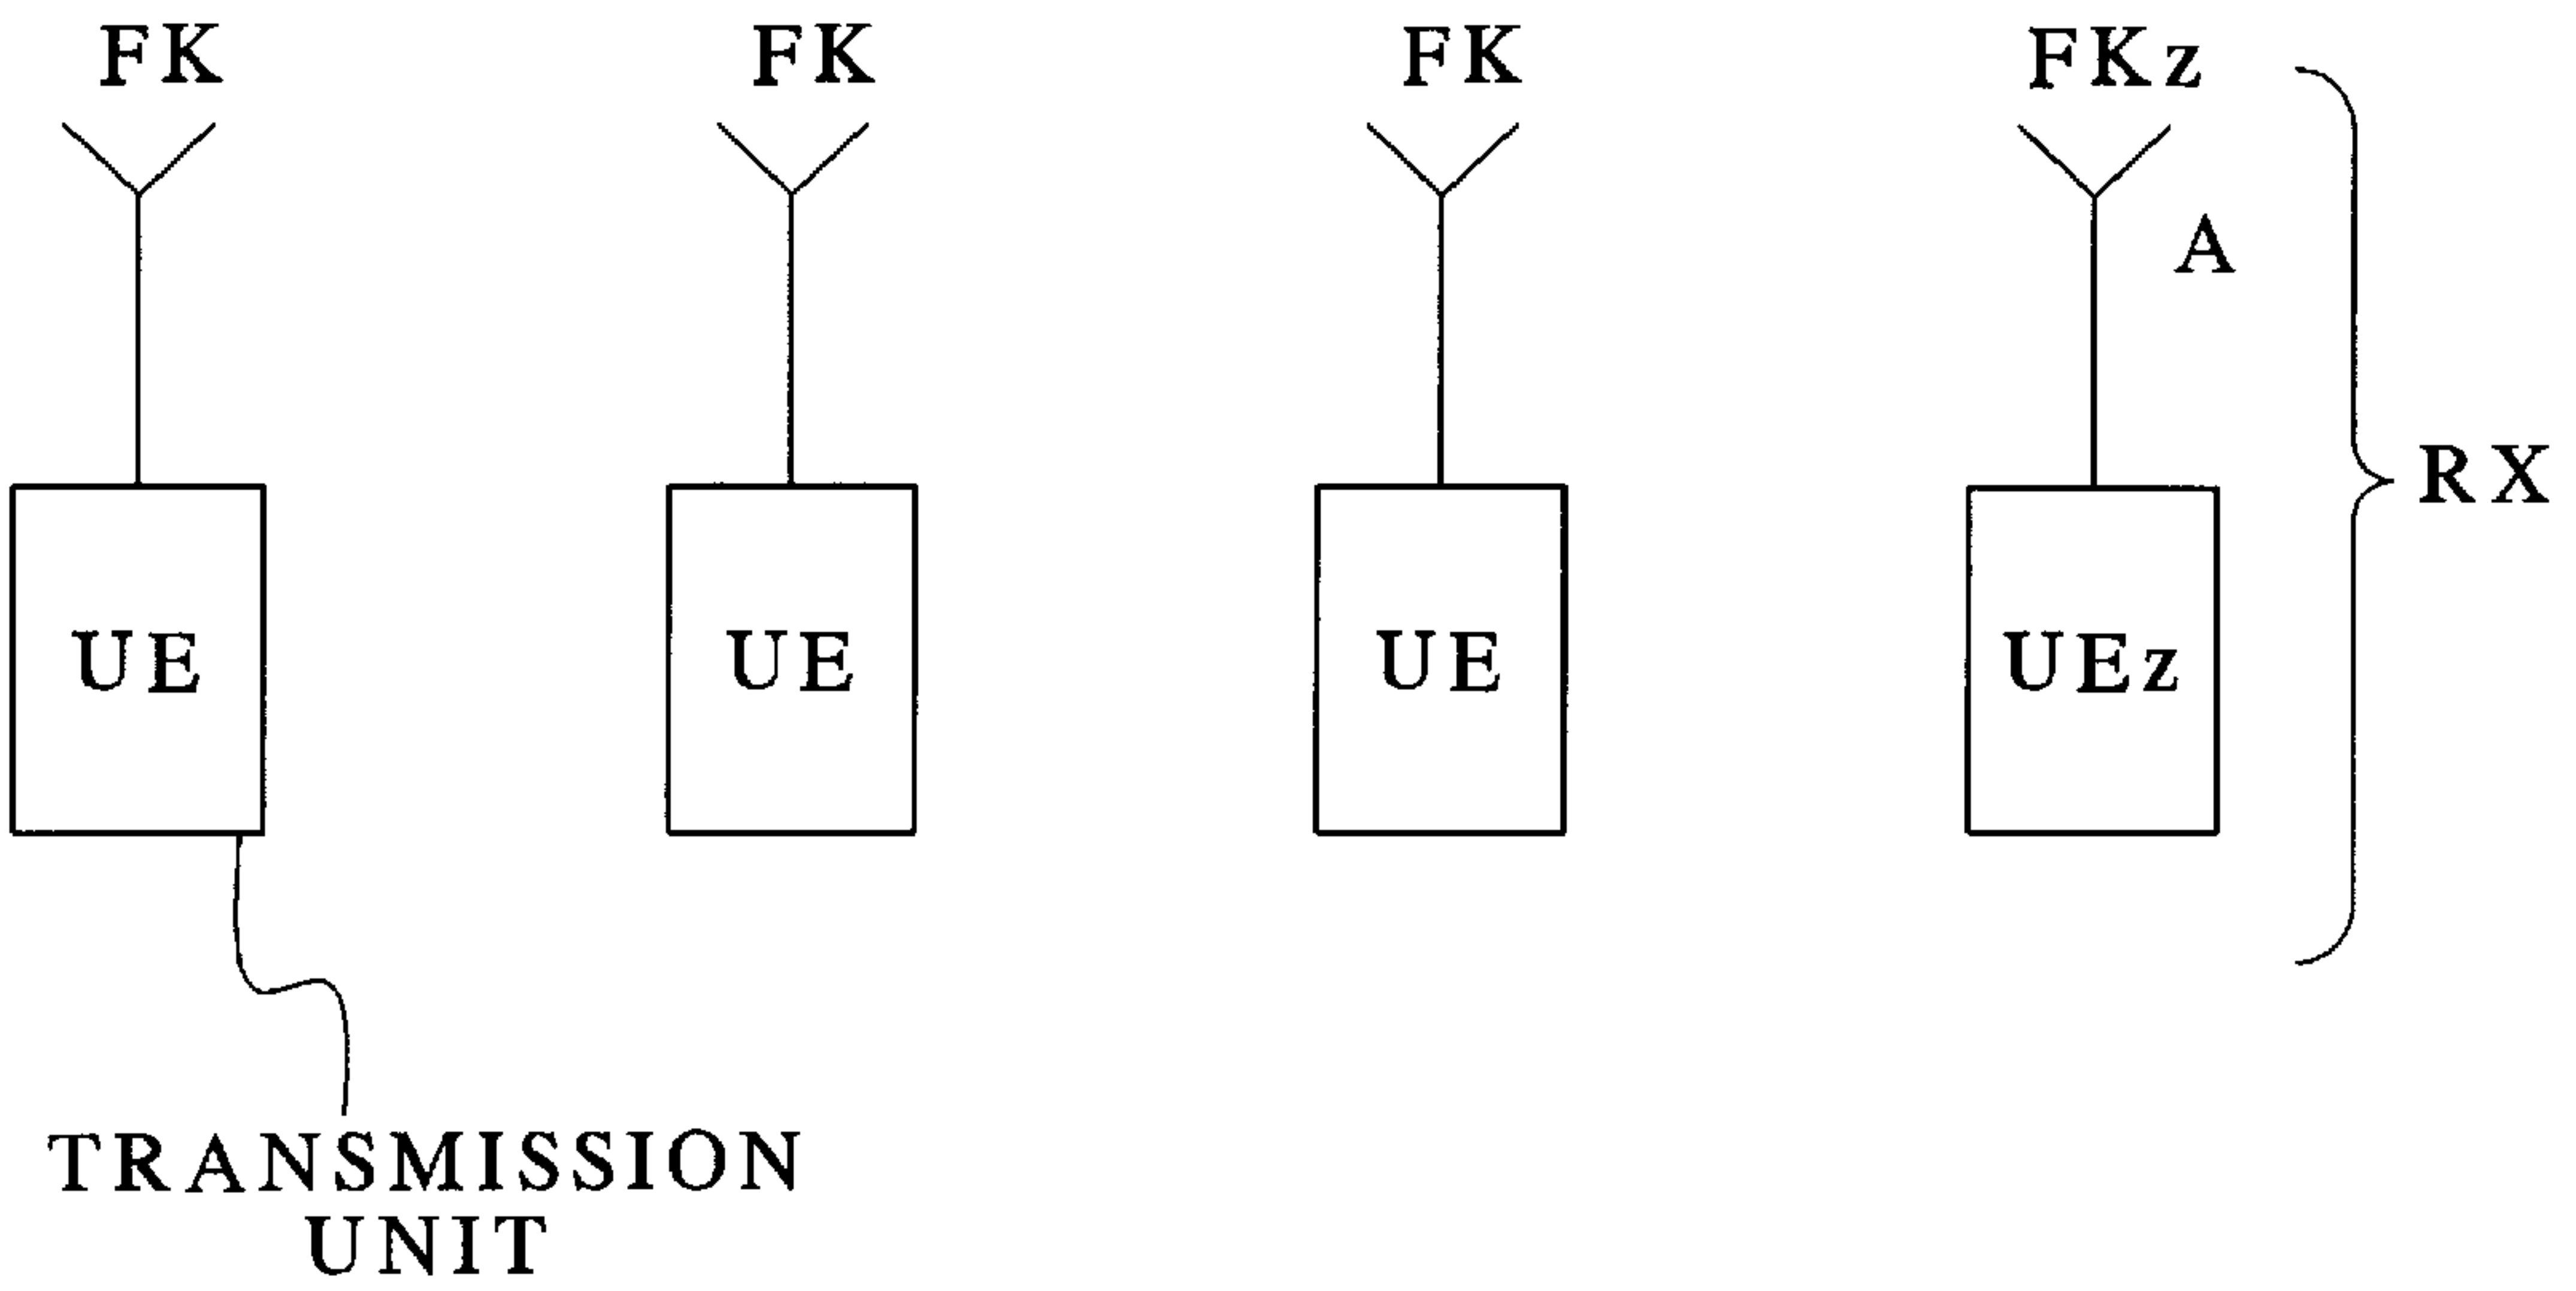 FK FK FK FKz
A
RX
UE UE UE UEz
TRANSMISSION
UNIT